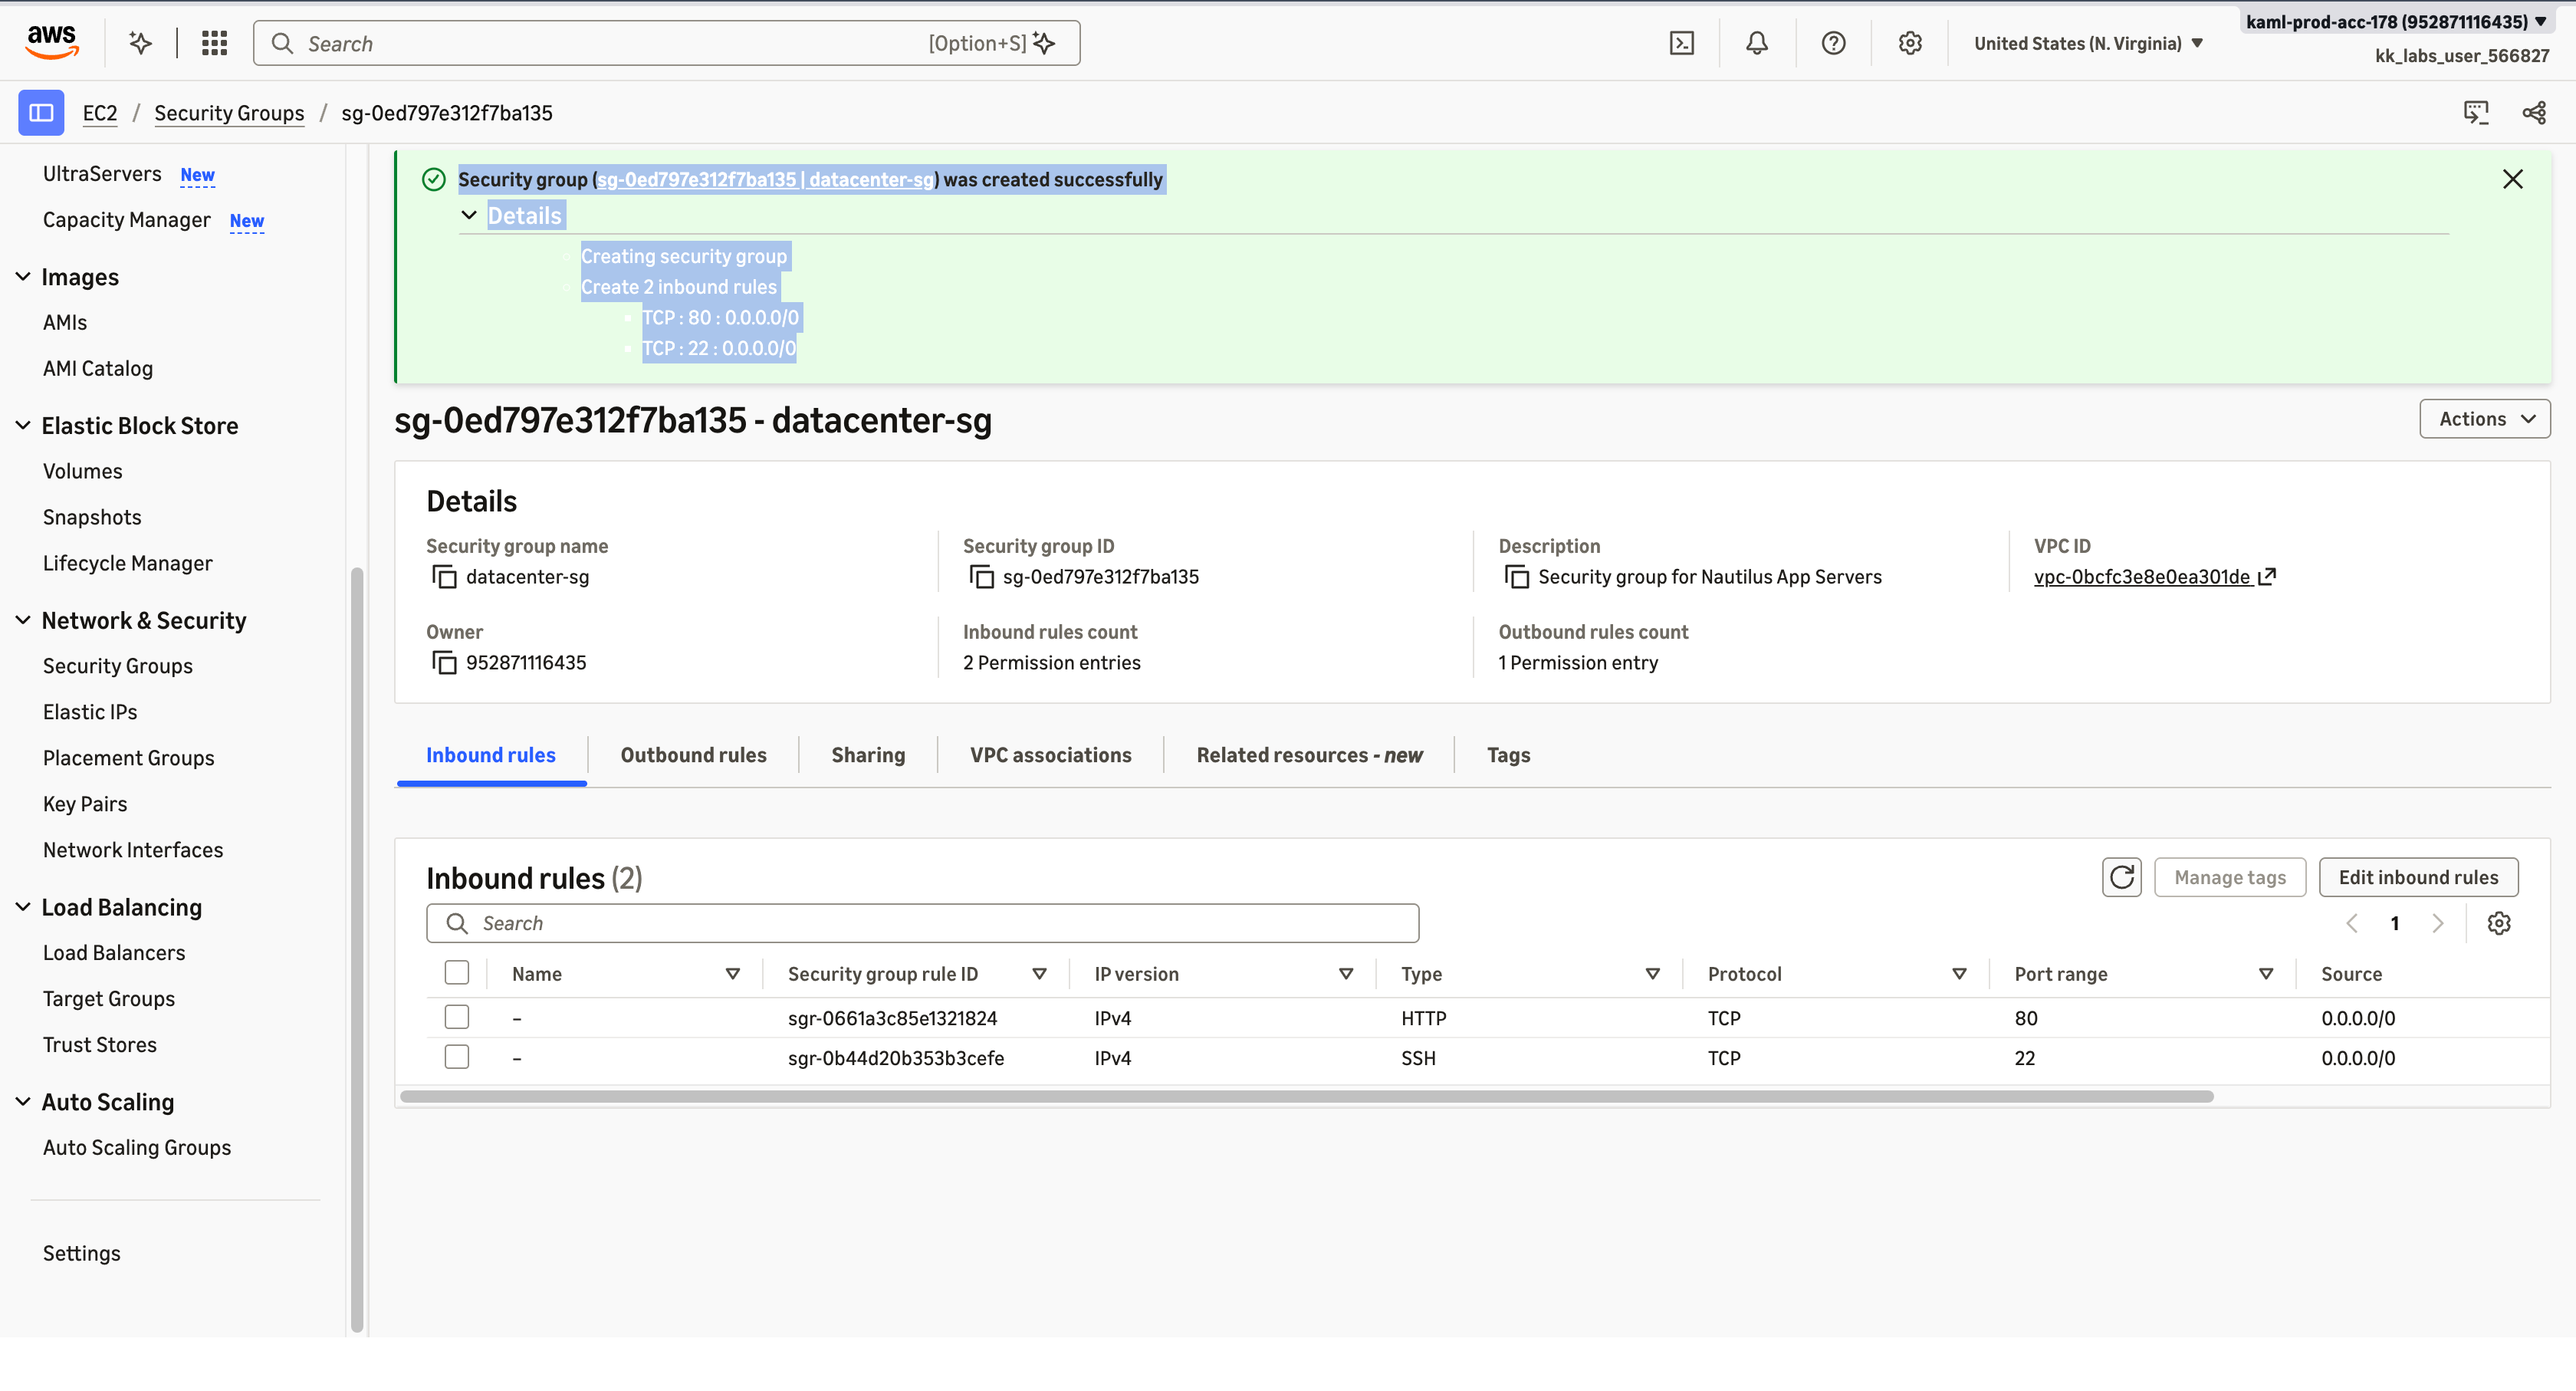 aws
Search [Option+S]
United States (N. Virginia) ▼
kaml-prod-acc-178 (952871116435) ▼
kk_labs_user_566827
EC2 / Security Groups / sg-0ed797e312f7ba135
UltraServers New
Capacity Manager New
Images
AMIs
AMI Catalog
Elastic Block Store
Volumes
Snapshots
Lifecycle Manager
Network & Security
Security Groups
Elastic IPs
Placement Groups
Key Pairs
Network Interfaces
Load Balancing
Load Balancers
Target Groups
Trust Stores
Auto Scaling
Auto Scaling Groups
Settings
Security group (sg-0ed797e312f7ba135 | datacenter-sg) was created successfully
Details
Creating security group
Create 2 inbound rules
TCP : 80 : 0.0.0.0/0
TCP : 22 : 0.0.0.0/0
sg-0ed797e312f7ba135 - datacenter-sg
Actions
Details
Security group name Security group ID Description VPC ID
datacenter-sg sg-0ed797e312f7ba135 Security group for Nautilus App Servers vpc-0bcfc3e8e0ea301de
Owner Inbound rules count Outbound rules count
952871116435 2 Permission entries 1 Permission entry
Inbound rules Outbound rules Sharing VPC associations Related resources - new Tags
Inbound rules (2) Manage tags Edit inbound rules
Search 1
Name Security group rule ID IP version Type Protocol Port range Source
– sgr-0661a3c85e1321824 IPv4 HTTP TCP 80 0.0.0.0/0
– sgr-0b44d20b353b3cefe IPv4 SSH TCP 22 0.0.0.0/0